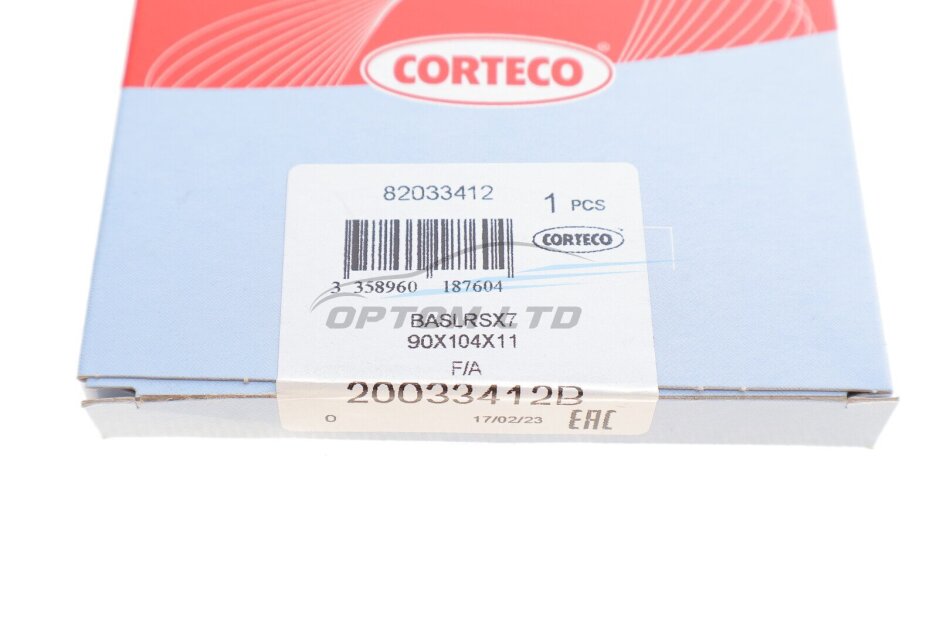 CORTECO
®
82033412
1 PCS
CORTECO
3 358960 187604
OPTOM LTD
BASLRSX7
90X104X11
F/A
20033412B
0 17/02/23 EAC